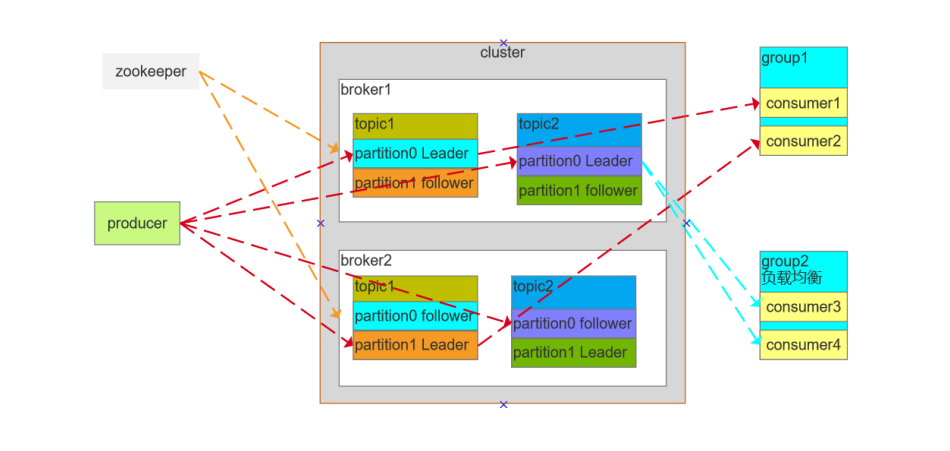 cluster
zookeeper
broker1
topic1
partition0 Leader
partition1 follower
topic2
partition0 Leader
partition1 follower
group1
consumer1
consumer2
producer
broker2
topic1
partition0 follower
partition1 Leader
topic2
partition0 follower
partition1 Leader
group2
负载均衡
consumer3
consumer4